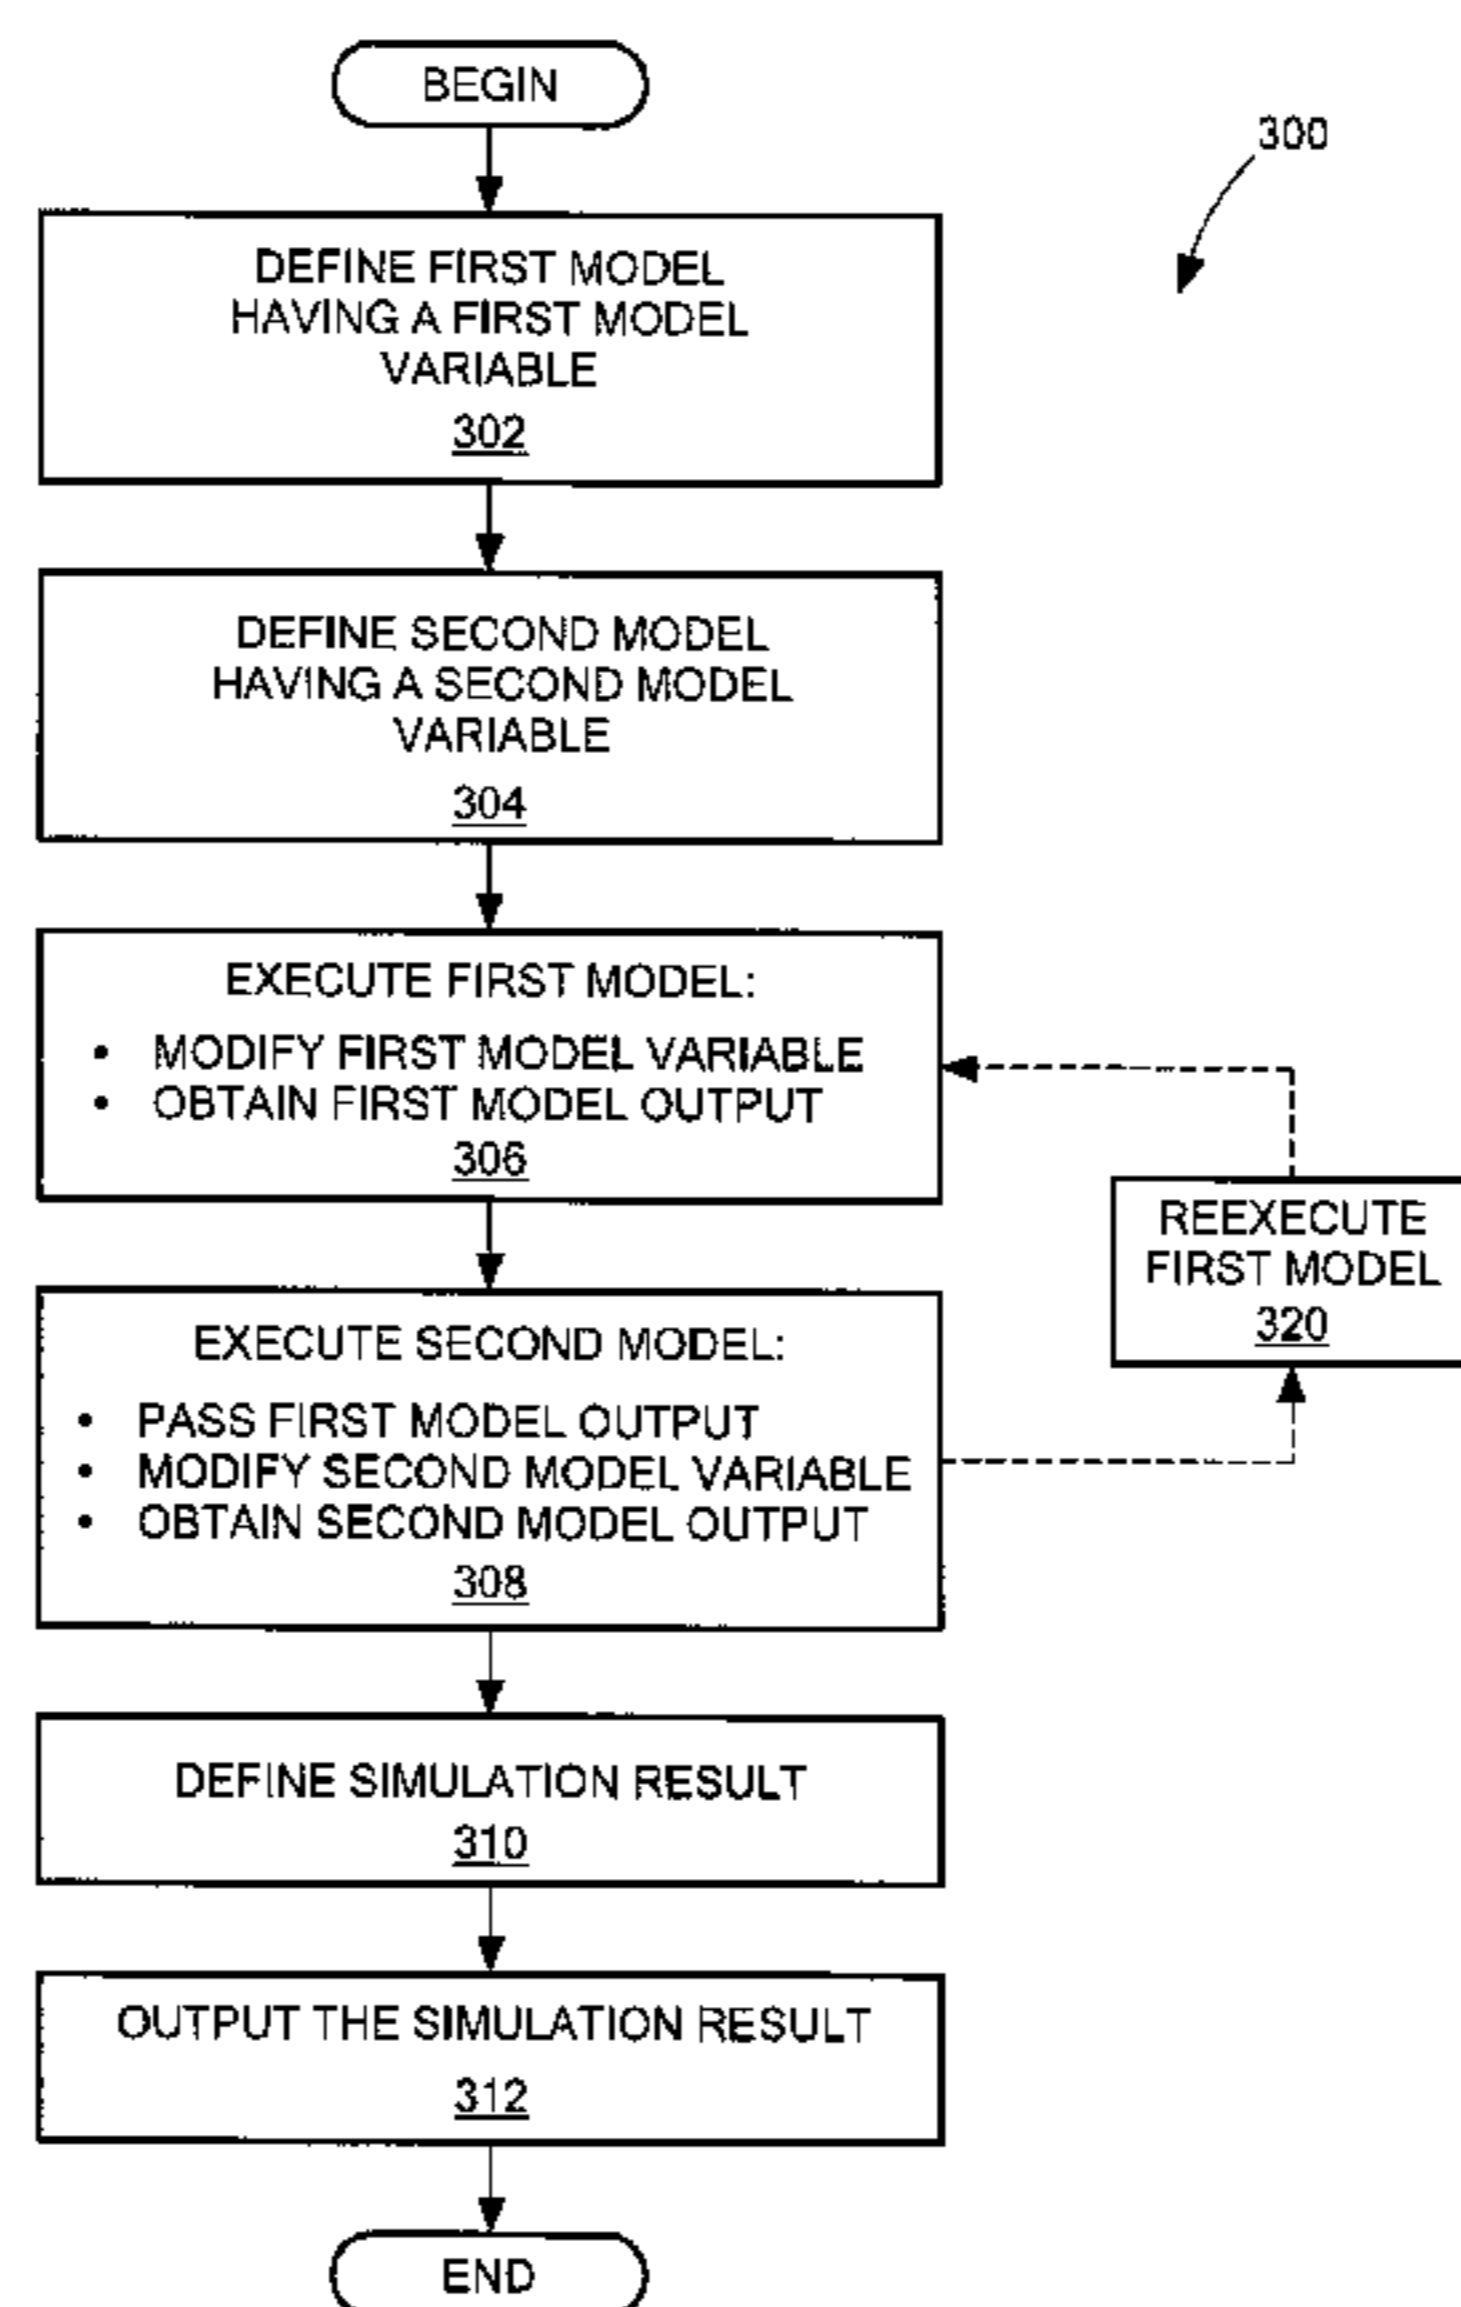 BEGIN
300
DEFINE FIRST MODEL
HAVING A FIRST MODEL
VARIABLE
302
DEFINE SECOND MODEL
HAVING A SECOND MODEL
VARIABLE
304
EXECUTE FIRST MODEL:
• MODIFY FIRST MODEL VARIABLE
• OBTAIN FIRST MODEL OUTPUT
306
REEXECUTE
FIRST MODEL
320
EXECUTE SECOND MODEL:
• PASS FIRST MODEL OUTPUT
• MODIFY SECOND MODEL VARIABLE
• OBTAIN SECOND MODEL OUTPUT
308
DEFINE SIMULATION RESULT
310
OUTPUT THE SIMULATION RESULT
312
END